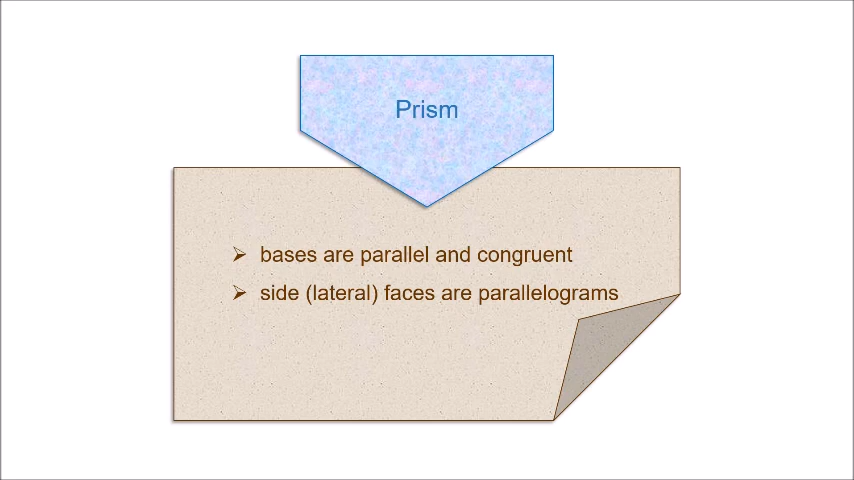 Prism
➢ bases are parallel and congruent
➢ side (lateral) faces are parallelograms